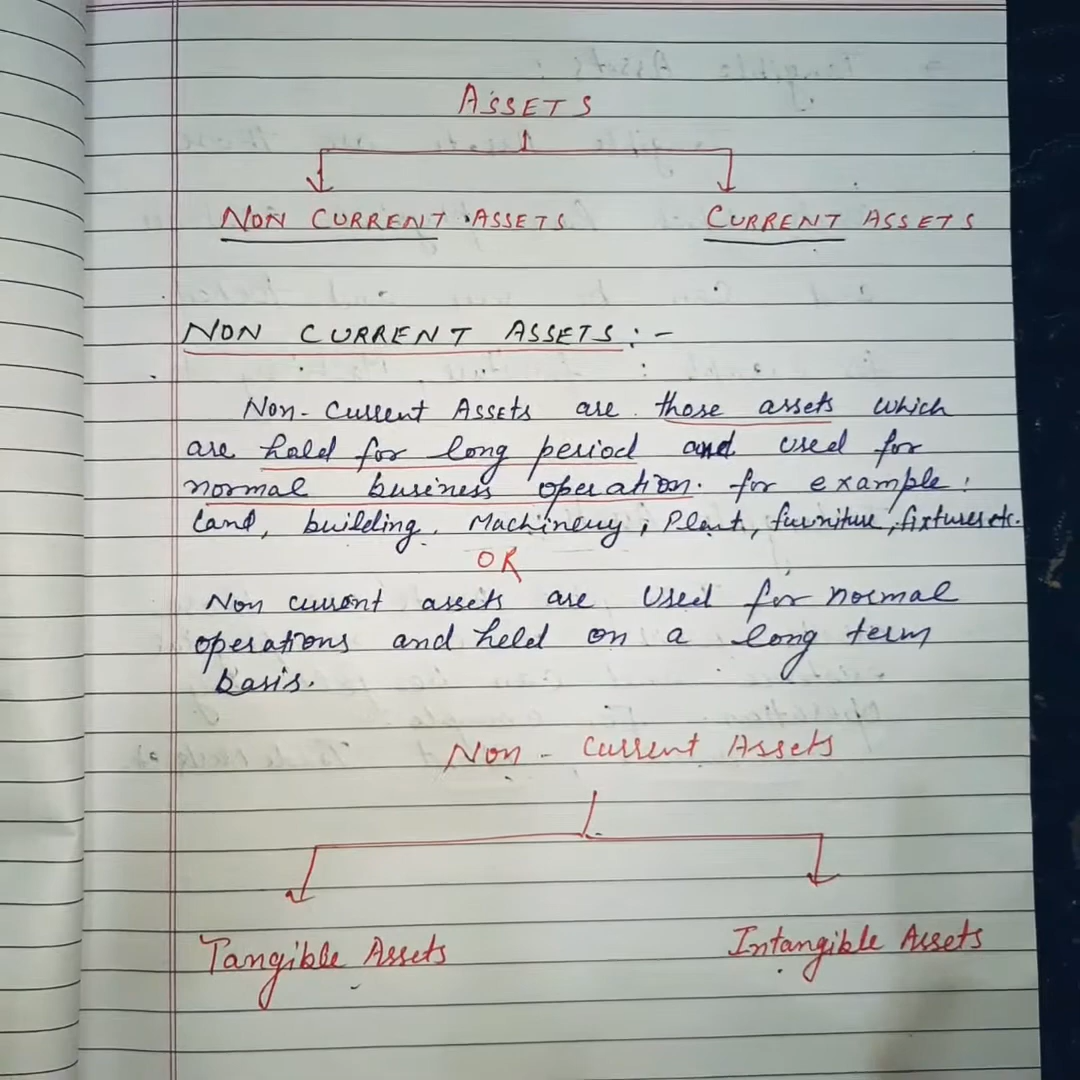 ASSETS
NON CURRENT ASSETS CURRENT ASSETS
NON CURRENT ASSETS:-
Non-Current Assets are those assets which
are hold for long period and used for
normal business operation. for example:
land, building, Machinery, Plant, furniture, fixtures etc.
OR
Non current assets are used for normal
operations and held on a long term
basis.
Non-Current Assets
Tangible Assets Intangible Assets